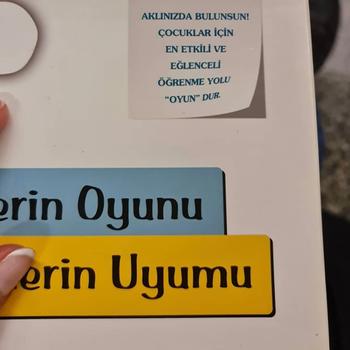 AKLINIZDA BULUNSUN!
ÇOCUKLAR İÇİN
EN ETKİLİ VE
EĞLENCELİ
ÖĞRENME YOLU
“OYUN” DUR.
erin Oyunu
erin Uyumu